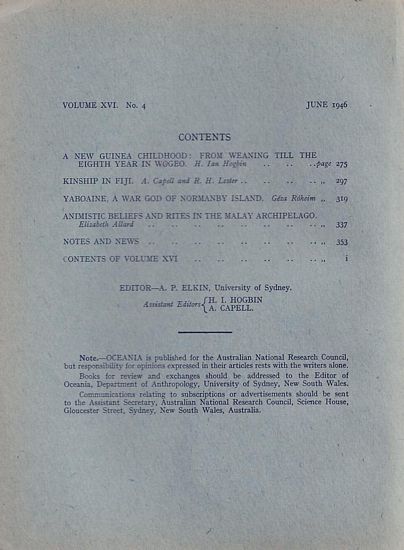 VOLUME XVI. No. 4 JUNE 1946
CONTENTS
A NEW GUINEA CHILDHOOD: FROM WEANING TILL THE
EIGHTH YEAR IN WOGEO. H. Ian Hogbin .. .. ..page 275
KINSHIP IN FIJI. A. Capell and R. H. Lester .. .. .. .. „ 297
YABOAINE, A WAR GOD OF NORMANBY ISLAND. Géza Róheim „ 319
ANIMISTIC BELIEFS AND RITES IN THE MALAY ARCHIPELAGO.
Elizabeth Allard .. .. .. .. .. .. .. „ 337
NOTES AND NEWS .. .. .. .. .. .. .. „ 353
CONTENTS OF VOLUME XVI .. .. .. .. .. .. „ i
EDITOR—A. P. ELKIN, University of Sydney.
Assistant Editors { H. I. HOGBIN
A. CAPELL.
Note.—OCEANIA is published for the Australian National Research Council,
but responsibility for opinions expressed in their articles rests with the writers alone.
Books for review and exchanges should be addressed to the Editor of
Oceania, Department of Anthropology, University of Sydney, New South Wales.
Communications relating to subscriptions or advertisements should be sent
to the Assistant Secretary, Australian National Research Council, Science House,
Gloucester Street, Sydney, New South Wales, Australia.